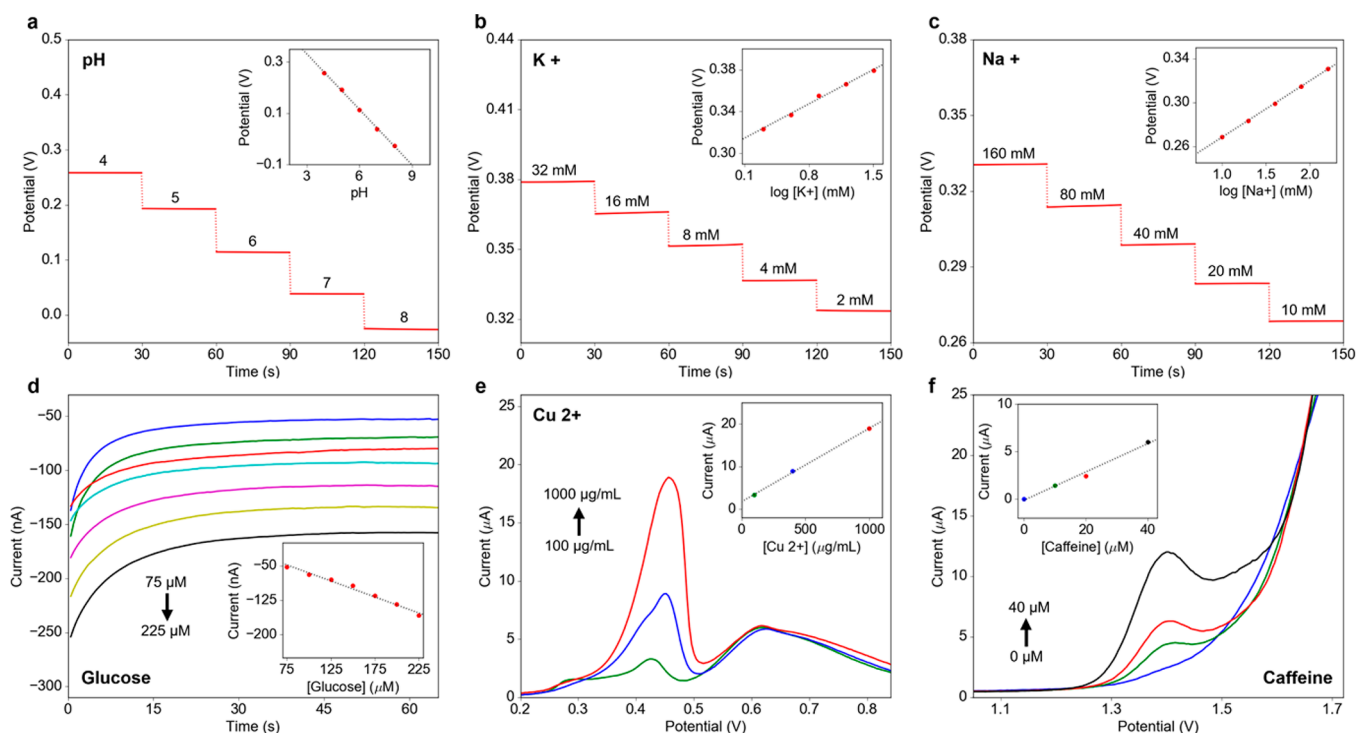 a
pH
Potential (V)
0.5
0.4
0.3
0.2
0.1
0.0
4
5
6
7
8
0
30
60
90
120
150
Time (s)
Potential (V)
0.3
0.1
−0.1
3
6
9
pH
b
K +
Potential (V)
0.44
0.41
0.38
0.35
0.32
32 mM
16 mM
8 mM
4 mM
2 mM
0
30
60
90
120
150
Time (s)
Potential (V)
0.38
0.36
0.34
0.33
0.30
0.1
0.4
0.8
1.1
1.5
log [K+] (mM)
c
Na +
Potential (V)
0.38
0.35
0.32
0.29
0.26
160 mM
80 mM
40 mM
20 mM
10 mM
0
30
60
90
120
150
Time (s)
Potential (V)
0.34
0.30
0.26
1.0
1.5
2.0
log [Na+] (mM)
d
Current (nA)
−50
−100
−150
−200
−250
−300
75 μM
225 μM
Glucose
0
15
30
45
60
Time (s)
Current (nA)
−50
−125
−200
75
125
175
225
[Glucose] (μM)
e
Cu 2+
Current (μA)
25
20
15
10
5
0
1000 μg/mL
100 μg/mL
0.2
0.3
0.4
0.5
0.6
0.7
0.8
Potential (V)
Current (μA)
20
10
0
0
500
1000
[Cu 2+] (μg/mL)
f
Current (μA)
25
20
15
10
5
0
40 μM
0 μM
Caffeine
1.1
1.3
1.5
1.7
Potential (V)
Current (μA)
10
5
0
0
20
40
[Caffeine] (μM)